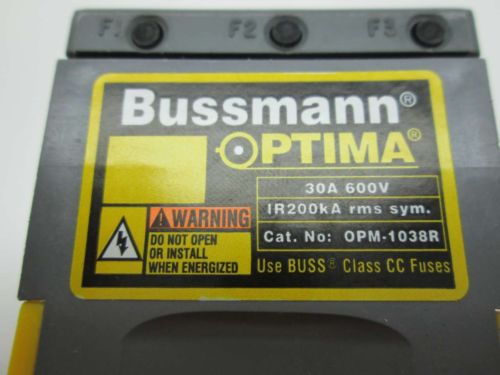 F1 F2 F3
Bussmann®
OPTIMA®
30A 600V
IR200kA rms sym.
Cat. No: OPM-1038R
WARNING
DO NOT OPEN
OR INSTALL
WHEN ENERGIZED
Use BUSS® Class CC Fuses